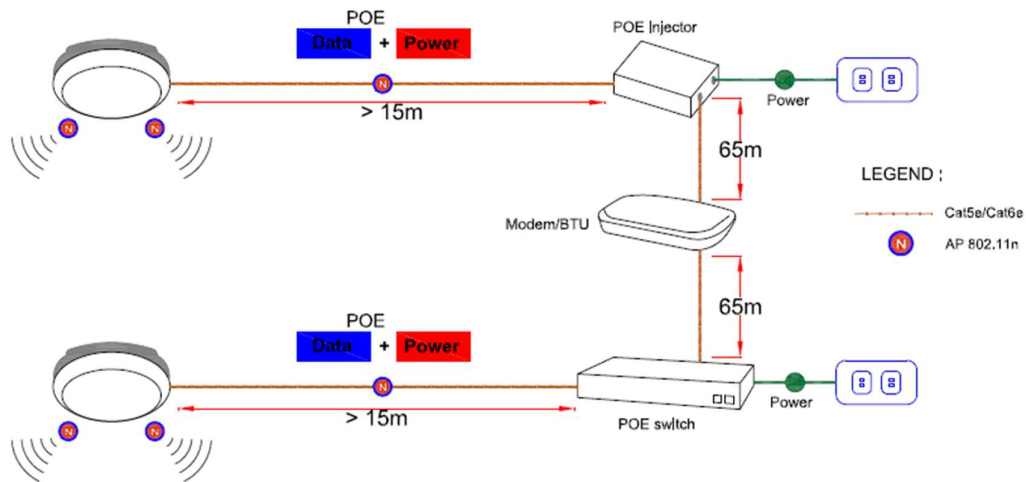 POE
Data + Power
POE Injector
N
> 15m
Power
N N
65m
LEGEND :
Cat5e/Cat6e
Modem/BTU
N AP 802.11n
65m
POE
Data + Power
N
> 15m
Power
POE switch
N N